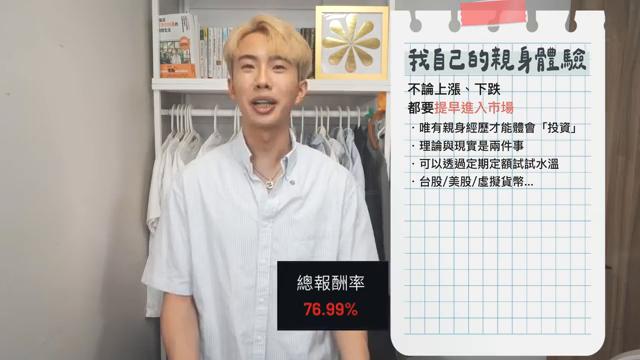 我自己的親身體驗
不論上漲、下跌
都要提早進入市場
・唯有親身經歷才能體會「投資」
・理論與現實是兩件事
・可以透過定期定額試試水溫
・台股/美股/虛擬貨幣...
總報酬率
76.99%